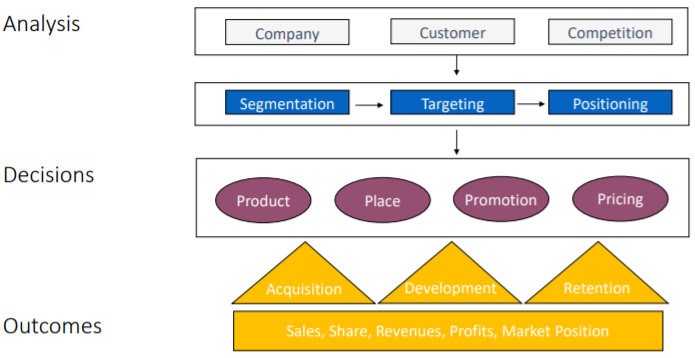 Analysis
Company
Customer
Competition
Segmentation
Targeting
Positioning
Decisions
Product
Place
Promotion
Pricing
Acquisition
Development
Retention
Outcomes
Sales, Share, Revenues, Profits, Market Position